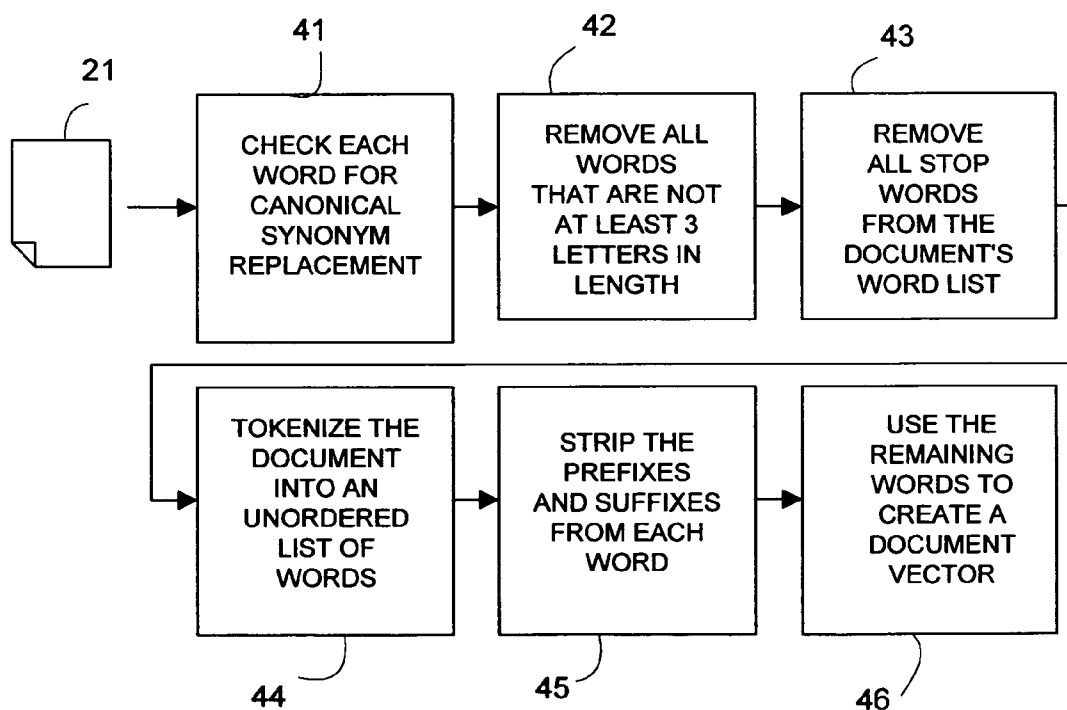 21
41
CHECK EACH
WORD FOR
CANONICAL
SYNONYM
REPLACEMENT
42
REMOVE ALL
WORDS
THAT ARE NOT
AT LEAST 3
LETTERS IN
LENGTH
43
REMOVE
ALL STOP
WORDS
FROM THE
DOCUMENT'S
WORD LIST
TOKENIZE THE
DOCUMENT
INTO AN
UNORDERED
LIST OF
WORDS
44
STRIP THE
PREFIXES
AND SUFFIXES
FROM EACH
WORD
45
USE THE
REMAINING
WORDS TO
CREATE A
DOCUMENT
VECTOR
46